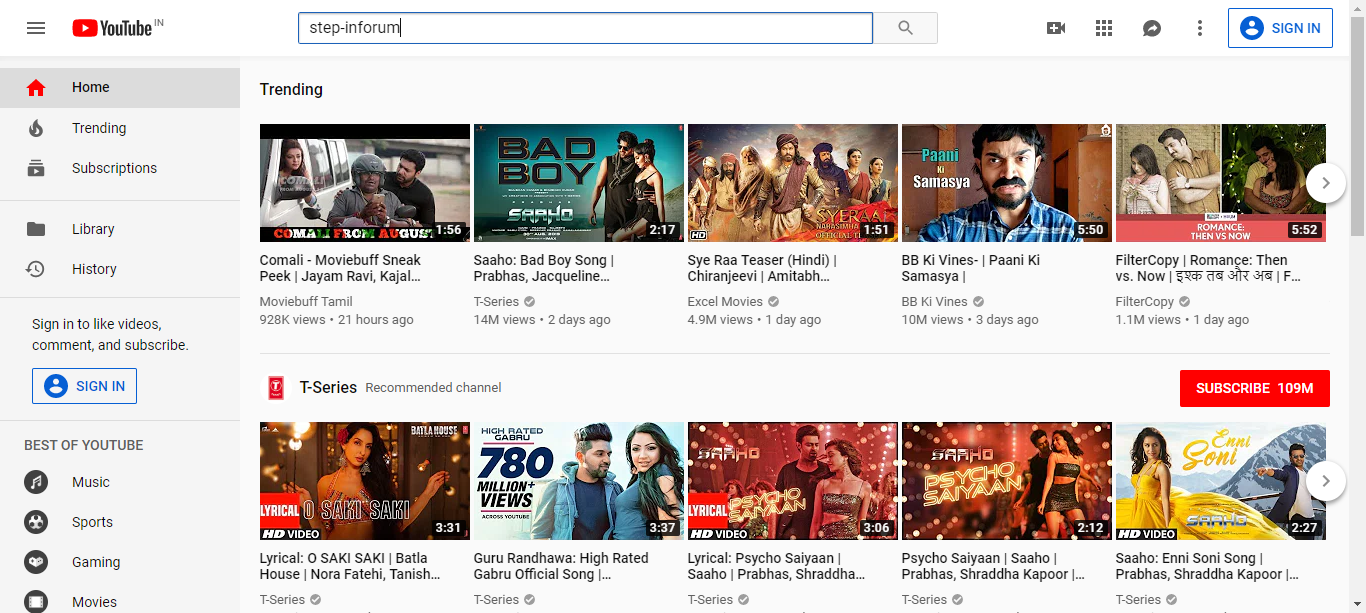 YouTube IN
step-inforum
SIGN IN
Home
Trending
Subscriptions
Library
History
Sign in to like videos,
comment, and subscribe.
SIGN IN
BEST OF YOUTUBE
Music
Sports
Gaming
Movies
Trending
COMALI
COMALI FROM AUGUST
1:56
Comali - Moviebuff Sneak
Peek | Jayam Ravi, Kajal...
Moviebuff Tamil
928K views • 21 hours ago
BAD
BOY
SAAHO
2:17
Saaho: Bad Boy Song |
Prabhas, Jacqueline...
T-Series
14M views • 2 days ago
SYERAA
NARASIMHA
OFFICIAL
HD
1:51
Sye Raa Teaser (Hindi) |
Chiranjeevi | Amitabh...
Excel Movies
4.9M views • 1 day ago
Paani
Ki
Samasya
5:50
BB Ki Vines- | Paani Ki
Samasya |
BB Ki Vines
10M views • 3 days ago
ROMANCE:
THEN VS NOW
5:52
FilterCopy | Romance: Then
vs. Now | इश्क तब और अब | F...
FilterCopy
1.1M views • 1 day ago
T-Series Recommended channel
SUBSCRIBE 109M
BATLA HOUSE
LYRICAL O SAKI SAKI
HD VIDEO
3:31
Lyrical: O SAKI SAKI | Batla
House | Nora Fatehi, Tanish...
T-Series
HIGH RATED
GABRU
780
MILLION+
VIEWS
ACROSS YOUTUBE
3:37
Guru Randhawa: High Rated
Gabru Official Song |...
T-Series
SAAHO
LYRICAL PSYCHO
SAIYAAN
HD VIDEO
3:06
Lyrical: Psycho Saiyaan |
Saaho | Prabhas, Shraddha...
T-Series
SAAHO
PSYCHO
SAIYAAN
2:12
Psycho Saiyaan | Saaho |
Prabhas, Shraddha Kapoor |...
T-Series
Enni
Soni
SAAHO
HD VIDEO
2:27
Saaho: Enni Soni Song |
Prabhas, Shraddha Kapoor |...
T-Series